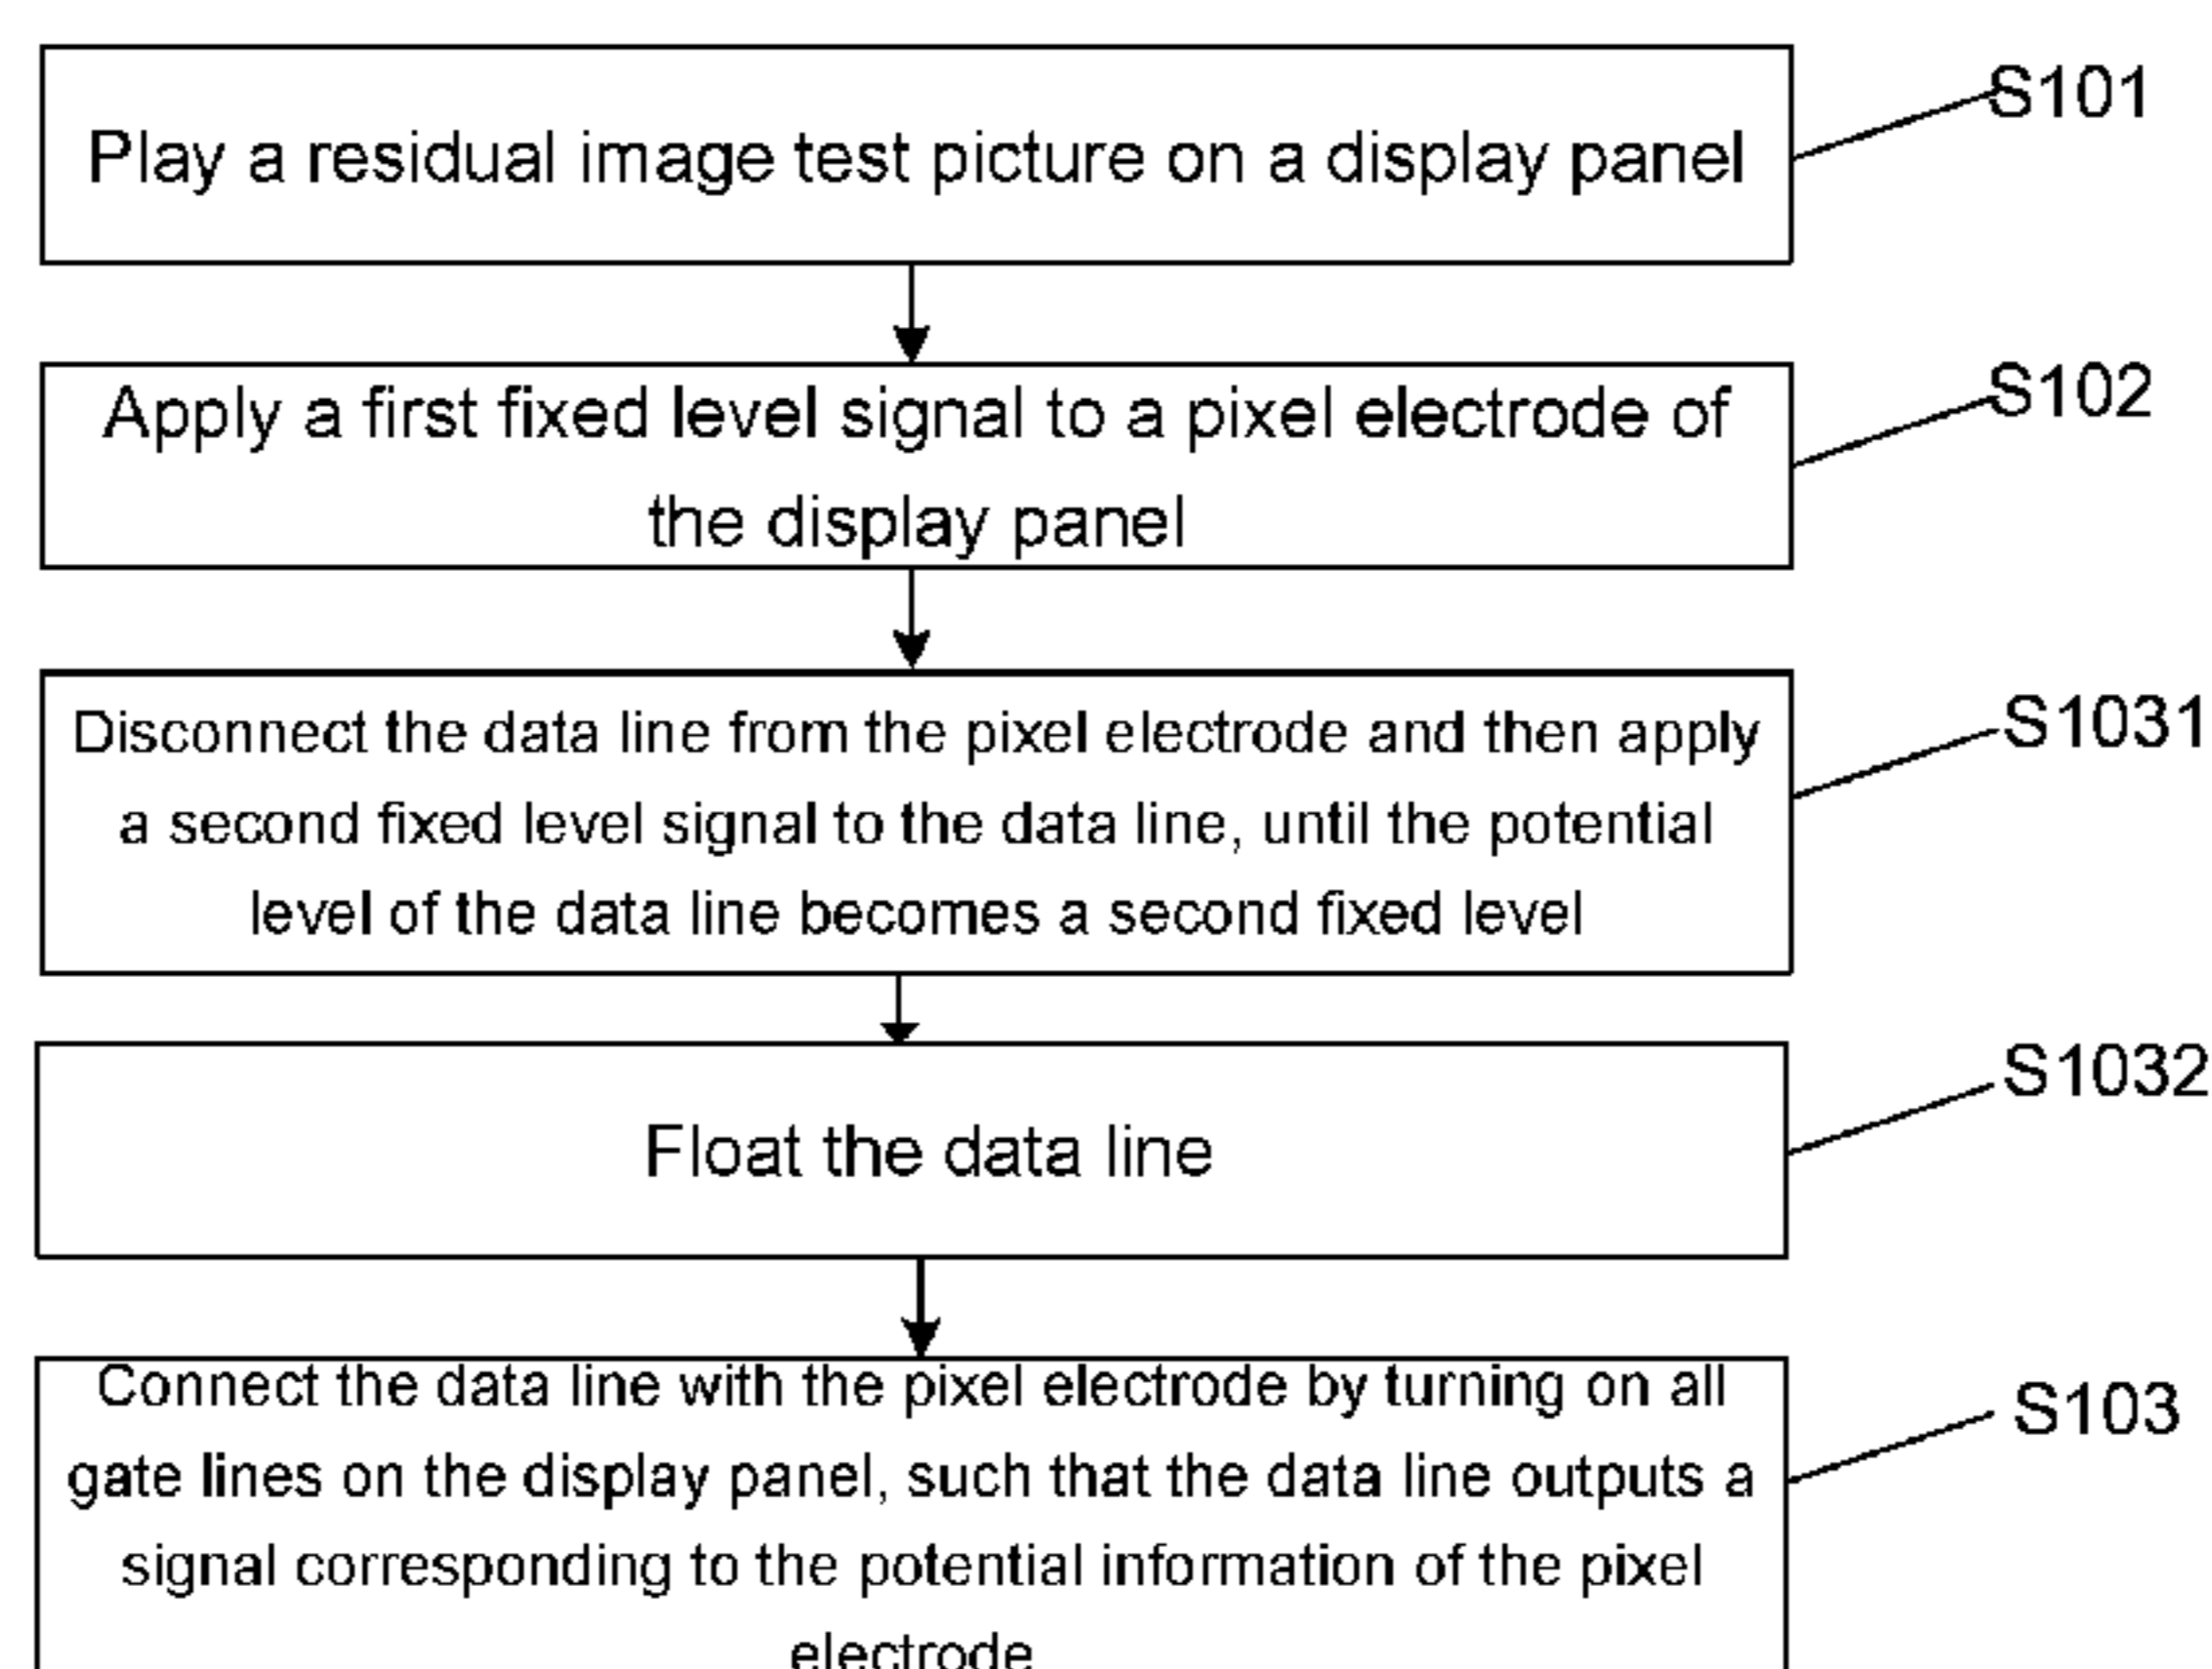 Play a residual image test picture on a display panel
S101
Apply a first fixed level signal to a pixel electrode of
the display panel
S102
Disconnect the data line from the pixel electrode and then apply
a second fixed level signal to the data line, until the potential
level of the data line becomes a second fixed level
S1031
Float the data line
S1032
Connect the data line with the pixel electrode by turning on all
gate lines on the display panel, such that the data line outputs a
signal corresponding to the potential information of the pixel
electrode
S103